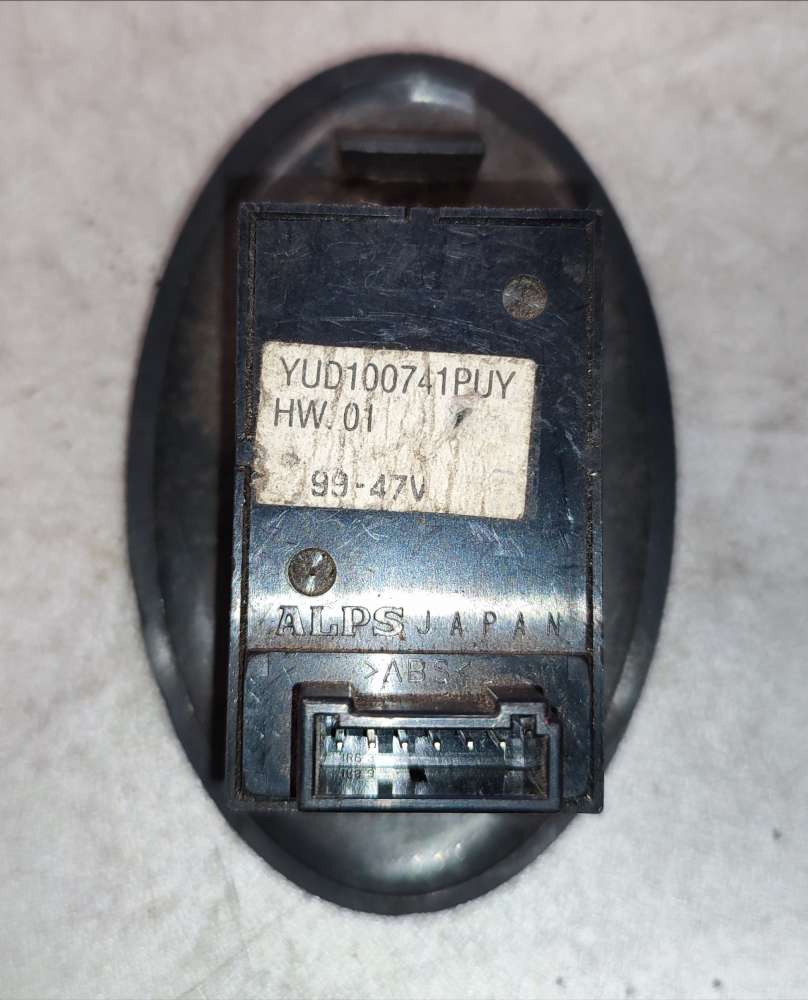 YUD100741PUY
HW. 01
99-47V
ALPS JAPAN
>ABS<